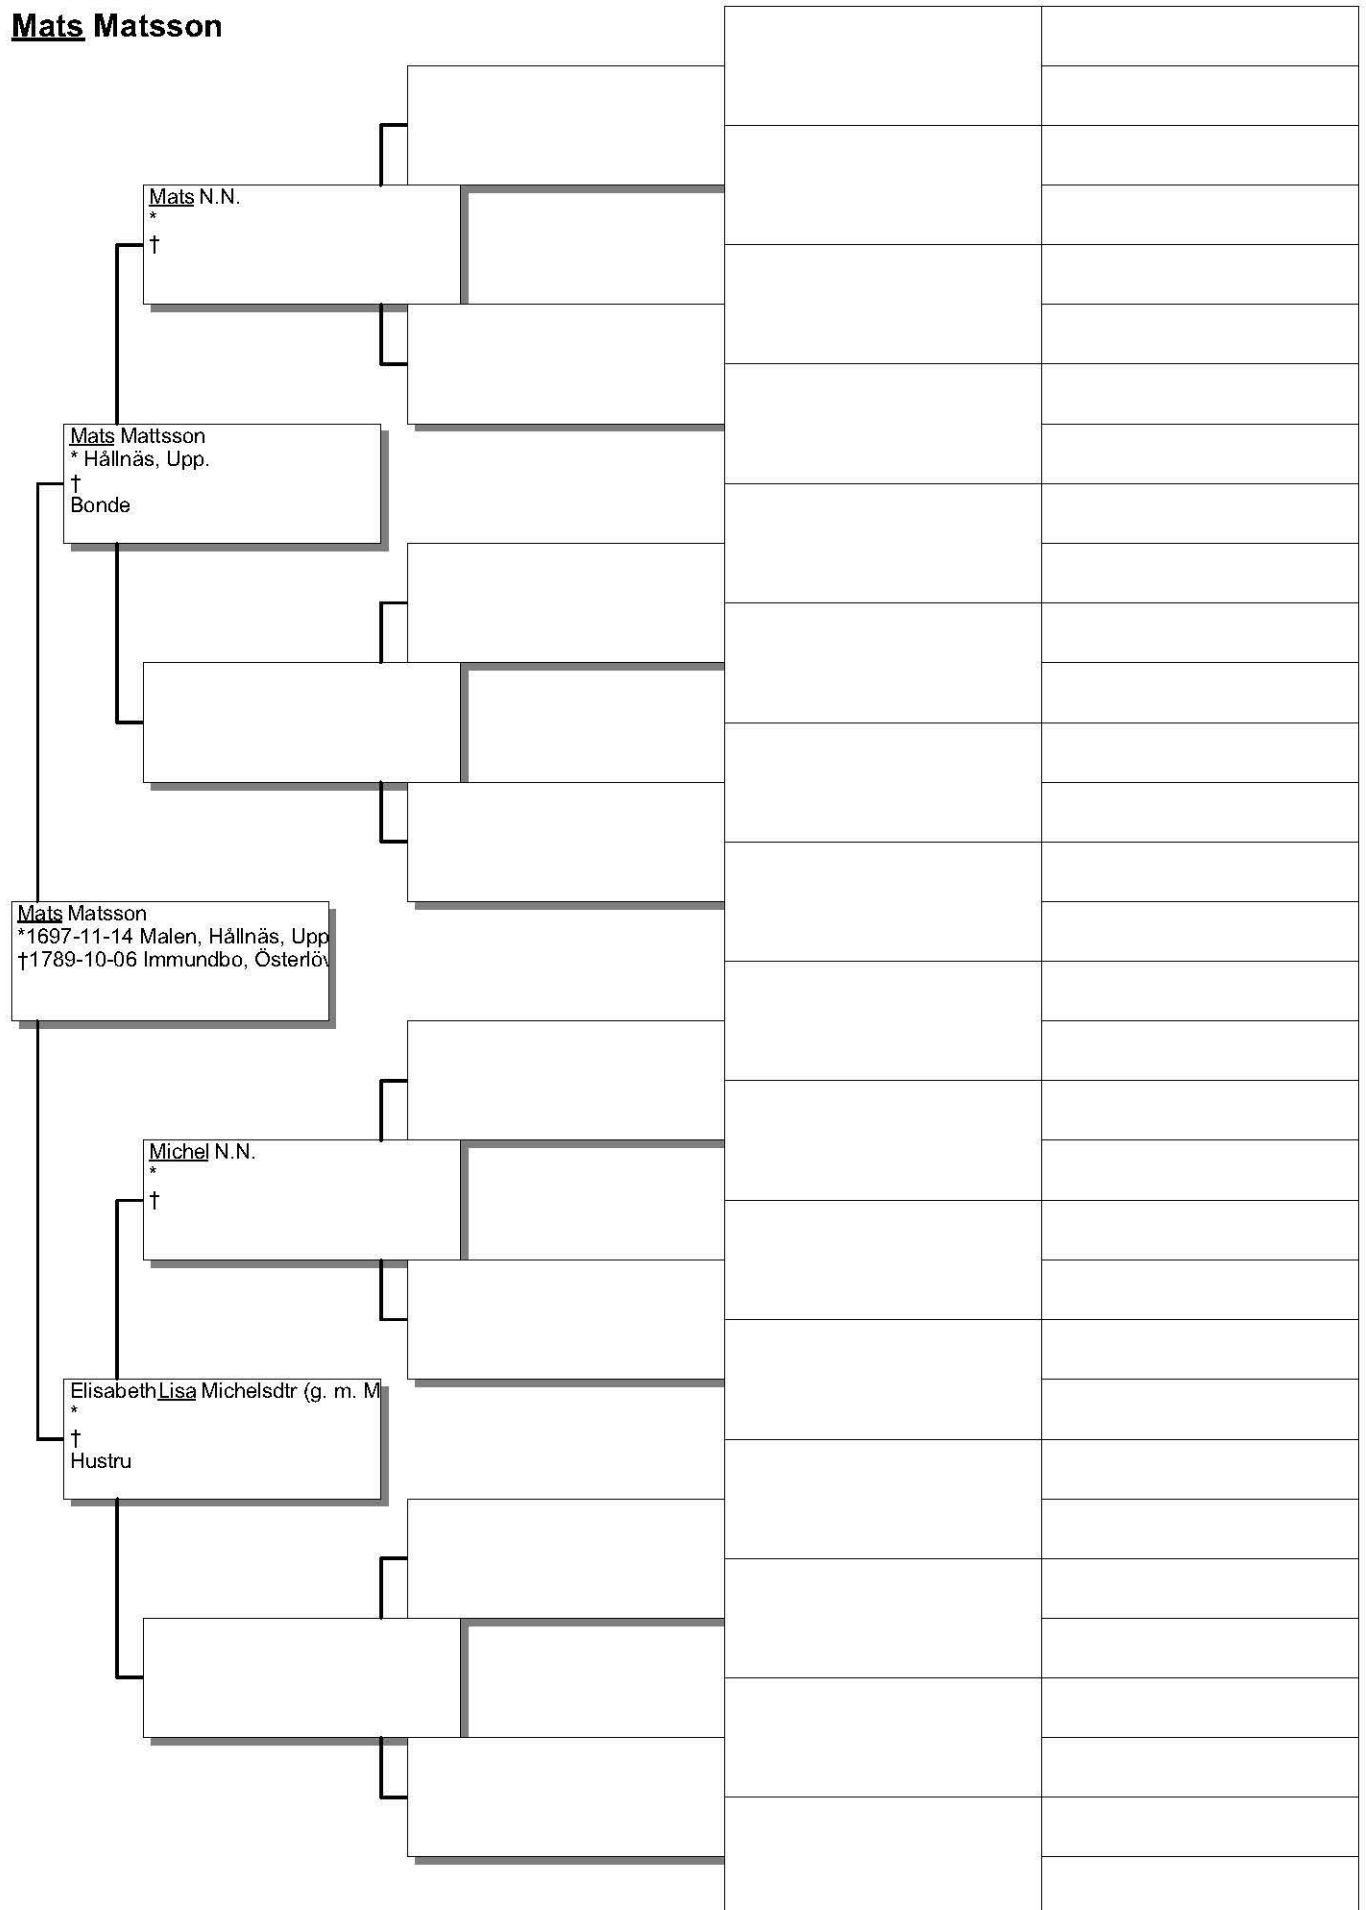 Mats Matsson
Mats N.N.
*
†
Mats Mattsson
* Hållnäs, Upp.
†
Bonde
Mats Matsson
*1697-11-14 Malen, Hållnäs, Upp
†1789-10-06 Immundbo, Österlöv
Michel N.N.
*
†
Elisabeth Lisa Michelsdtr (g. m. M
*
†
Hustru